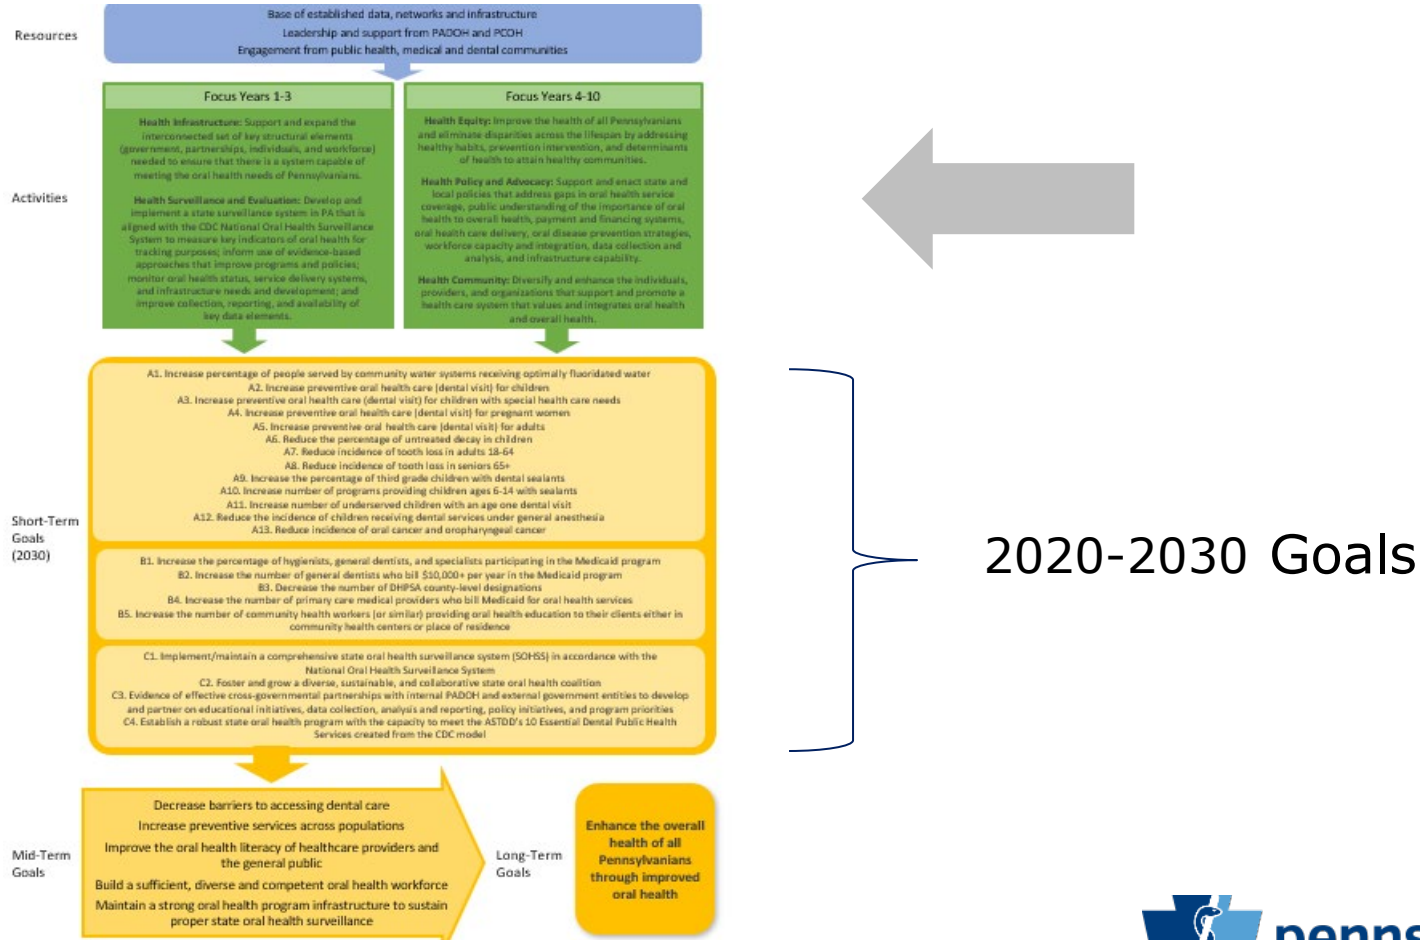 Resources
Base of established data, networks and infrastructure
Leadership and support from PADOH and PCOH
Engagement from public health, medical and dental communities
Activities
Focus Years 1-3
Health Infrastructure: Support and expand the
interconnected set of key structural elements
(government, partnerships, individuals, and workforce)
needed to ensure that there is a system capable of
meeting the oral health needs of Pennsylvanians.
Health Surveillance and Evaluation: Develop and
implement a state surveillance system in PA that is
aligned with the CDC National Oral Health Surveillance
System to measure key indicators of oral health for
tracking purposes; inform use of evidence-based
approaches that improve programs and policies;
monitor oral health status, service delivery systems,
and infrastructure needs and development; and
improve collection, reporting, and availability of
key data elements.
Focus Years 4-10
Health Equity: Improve the health of all Pennsylvanians
and eliminate disparities across the lifespan by addressing
healthy habits, prevention intervention, and determinants
of health to attain healthy communities.
Health Policy and Advocacy: Support and enact state and
local policies that address gaps in oral health service
coverage, public understanding of the importance of oral
health to overall health, payment and financing systems,
oral health care delivery, oral disease prevention strategies,
workforce capacity and integration, data collection and
analysis, and infrastructure capability.
Health Community: Diversify and enhance the individuals,
providers, and organizations that support and promote a
health care system that values and integrates oral health
and overall health.
Short-Term
Goals
(2030)
A1. Increase percentage of people served by community water systems receiving optimally fluoridated water
A2. Increase preventive oral health care (dental visit) for children
A3. Increase preventive oral health care (dental visit) for children with special health care needs
A4. Increase preventive oral health care (dental visit) for pregnant women
A5. Increase preventive oral health care (dental visit) for adults
A6. Reduce the percentage of untreated decay in children
A7. Reduce incidence of tooth loss in adults 18-64
A8. Reduce incidence of tooth loss in seniors 65+
A9. Increase the percentage of third grade children with dental sealants
A10. Increase number of programs providing children ages 6-14 with sealants
A11. Increase number of underserved children with an age one dental visit
A12. Reduce the incidence of children receiving dental services under general anesthesia
A13. Reduce incidence of oral cancer and oropharyngeal cancer
B1. Increase the percentage of hygienists, general dentists, and specialists participating in the Medicaid program
B2. Increase the number of general dentists who bill $10,000+ per year in the Medicaid program
B3. Decrease the number of DHPSA county-level designations
B4. Increase the number of primary care medical providers who bill Medicaid for oral health services
B5. Increase the number of community health workers (or similar) providing oral health education to their clients either in
community health centers or place of residence
C1. Implement/maintain a comprehensive state oral health surveillance system (SOHSS) in accordance with the
National Oral Health Surveillance System
C2. Foster and grow a diverse, sustainable, and collaborative state oral health coalition
C3. Evidence of effective cross-governmental partnerships with internal PADOH and external government entities to develop
and partner on educational initiatives, data collection, analysis and reporting, policy initiatives, and program priorities
C4. Establish a robust state oral health program with the capacity to meet the ASTDD's 10 Essential Dental Public Health
Services created from the CDC model
2020-2030 Goals
Mid-Term
Goals
Decrease barriers to accessing dental care
Increase preventive services across populations
Improve the oral health literacy of healthcare providers and
the general public
Build a sufficient, diverse and competent oral health workforce
Maintain a strong oral health program infrastructure to sustain
proper state oral health surveillance
Long-Term
Goals
Enhance the overall
health of all
Pennsylvanians
through improved
oral health
penns